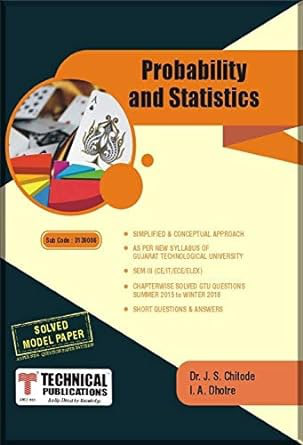 Probability
and Statistics
Sub Code : 3130006
SIMPLIFIED & CONCEPTUAL APPROACH
AS PER NEW SYLLABUS OF
GUJARAT TECHNOLOGICAL UNIVERSITY
SEM III (CE/IT/ECE/ELEX)
CHAPTERWISE SOLVED GTU QUESTIONS
SUMMER 2015 to WINTER 2018
SHORT QUESTIONS & ANSWERS
SOLVED
MODEL PAPER
TECHNICAL
PUBLICATIONS
Dr. J. S. Chitode
I. A. Dhotre